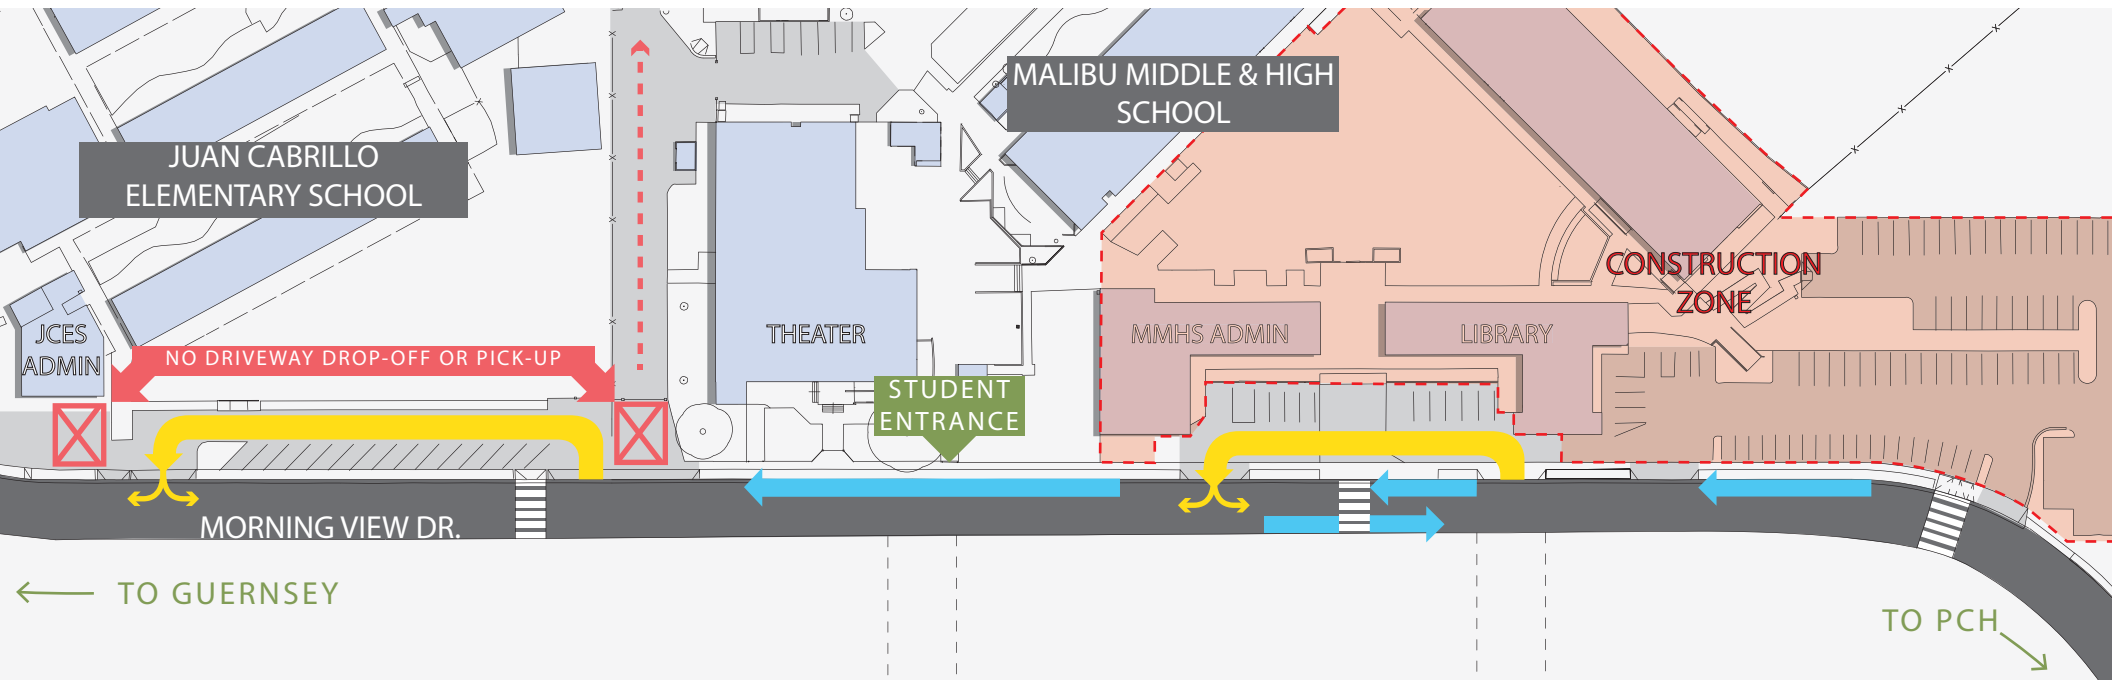 MALIBU MIDDLE & HIGH
SCHOOL
JUAN CABRILLO
ELEMENTARY SCHOOL
CONSTRUCTION
ZONE
JCES
ADMIN
THEATER
MMHS ADMIN
LIBRARY
NO DRIVEWAY DROP-OFF OR PICK-UP
STUDENT
ENTRANCE
MORNING VIEW DR.
TO GUERNSEY
TO PCH